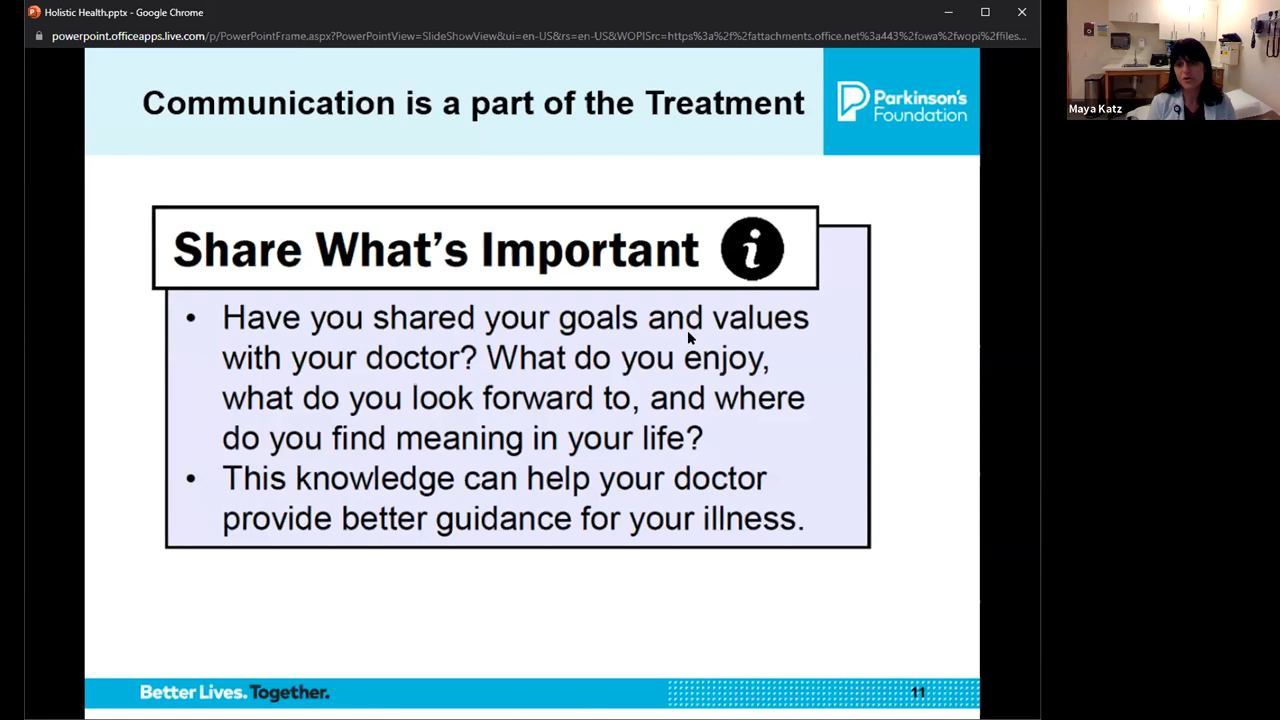 Holistic Health.pptx - Google Chrome
powerpoint.officeapps.live.com/p/PowerPointFrame.aspx?PowerPointView=SlideShowView&ui=en-US&rs=en-US&WOPISrc=https%3a%2f%2fattachments.office.net%3a443%2fowa%2fwopi%2ffiles...
Maya Katz
Communication is a part of the Treatment
Parkinson's
Foundation
Share What's Important i
• Have you shared your goals and values
with your doctor? What do you enjoy,
what do you look forward to, and where
do you find meaning in your life?
• This knowledge can help your doctor
provide better guidance for your illness.
Better Lives. Together.
11